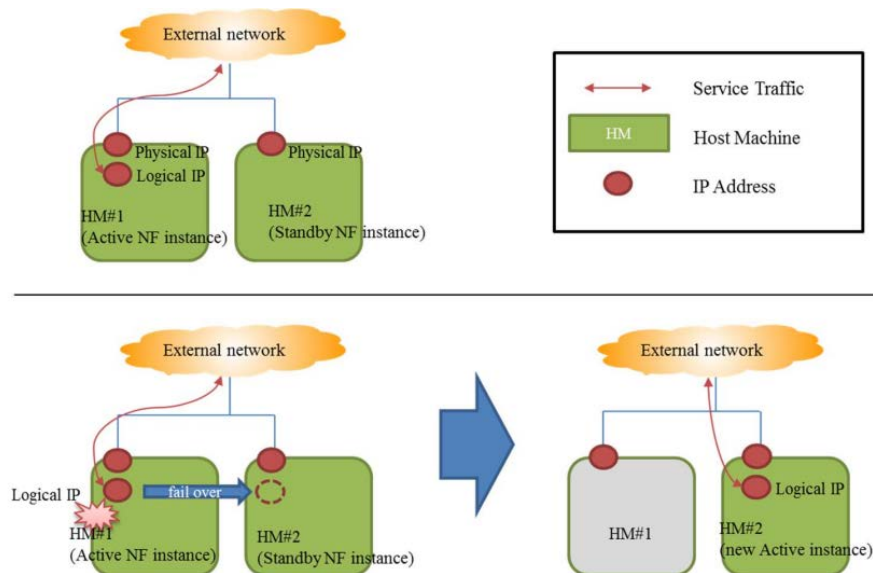 External network
Service Traffic
HM
Host Machine
IP Address
Physical IP
Logical IP
HM#1
(Active NF instance)
Physical IP
HM#2
(Standby NF instance)
External network
Logical IP
fail over
HM#1
(Active NF instance)
HM#2
(Standby NF instance)
External network
HM#1
Logical IP
HM#2
(new Active instance)